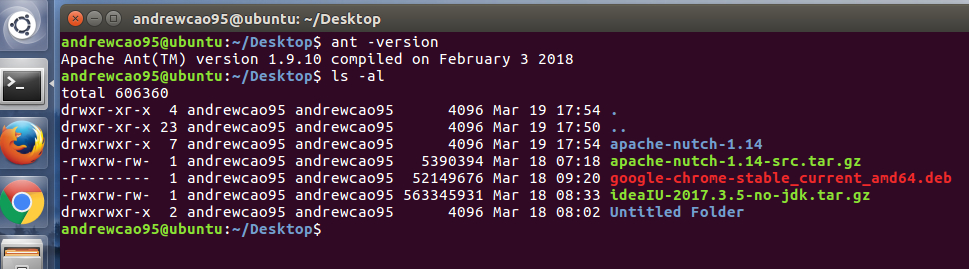 andrewcao95@ubuntu: ~/Desktop
andrewcao95@ubuntu:~/Desktop$ ant -version
Apache Ant(TM) version 1.9.10 compiled on February 3 2018
andrewcao95@ubuntu:~/Desktop$ ls -al
total 606360
drwxr-xr-x  4 andrewcao95 andrewcao95      4096 Mar 19 17:54 .
drwxr-xr-x 23 andrewcao95 andrewcao95      4096 Mar 19 17:50 ..
drwxrwxr-x  7 andrewcao95 andrewcao95      4096 Mar 19 17:54 apache-nutch-1.14
-rwxrw-rw-  1 andrewcao95 andrewcao95   5390394 Mar 18 07:18 apache-nutch-1.14-src.tar.gz
-r--------  1 andrewcao95 andrewcao95  52149676 Mar 18 09:20 google-chrome-stable_current_amd64.deb
-rwxrw-rw-  1 andrewcao95 andrewcao95 563345931 Mar 18 08:33 ideaIU-2017.3.5-no-jdk.tar.gz
drwxrwxr-x  2 andrewcao95 andrewcao95      4096 Mar 18 08:02 Untitled Folder
andrewcao95@ubuntu:~/Desktop$